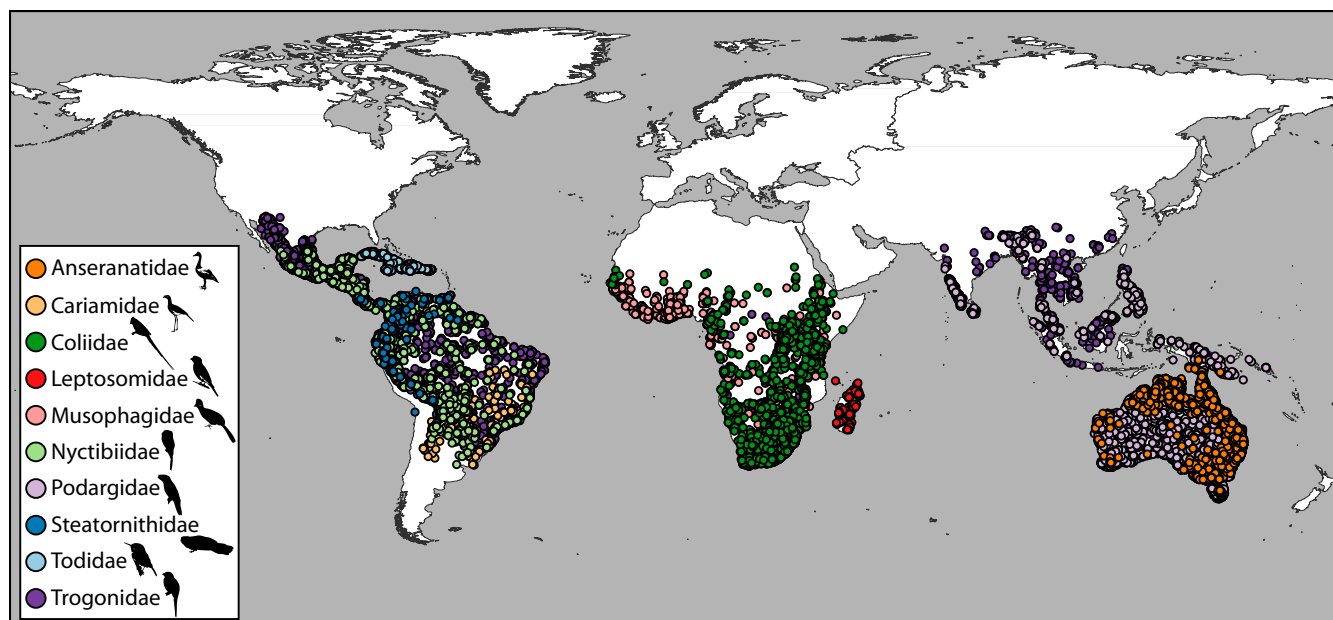 Anseranatidae
Cariamidae
Coliidae
Leptosomidae
Musophagidae
Nyctibiidae
Podargidae
Steatornithidae
Todidae
Trogonidae